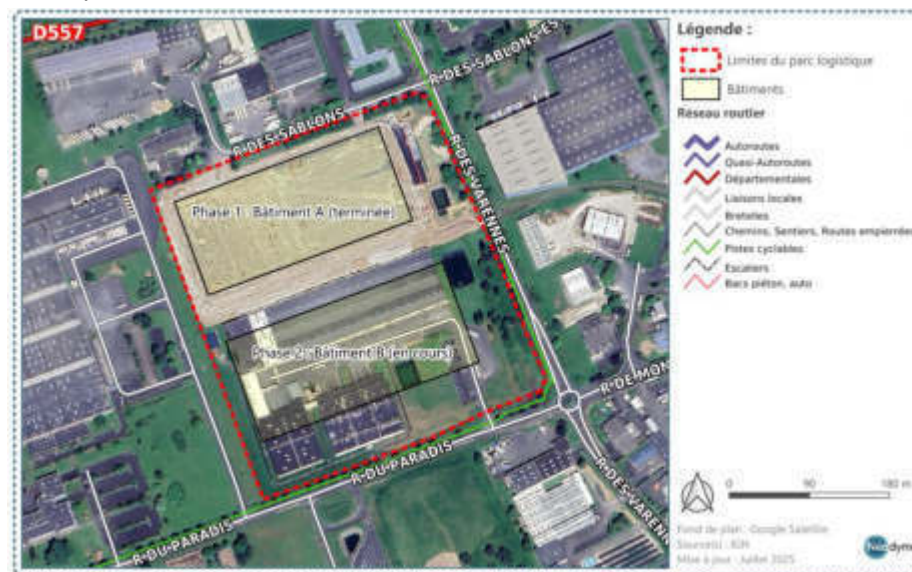 D557
R-DES-SABLONS-ES
R-DES-SABLONS
R-DES-VARENNES
Phase 1 : Bâtiment A (terminée)
Phase 2 : Bâtiment B (en cours)
R-DE-MON
R-DU-PARADIS
R-DES-VARENN
R-DU-PARADIS
Légende :
Limites du parc logistique
Bâtiments
Réseau routier
Autoroutes
Quasi-Autoroutes
Départementales
Liaisons locales
Bretelles
Chemins, Sentiers, Routes empierrées
Pistes cyclables
Escaliers
Bacs piéton, auto
0 90 180 m
Fond de plan : Google Satellite
Source(s) : IGN
Mise à jour : Juillet 2025